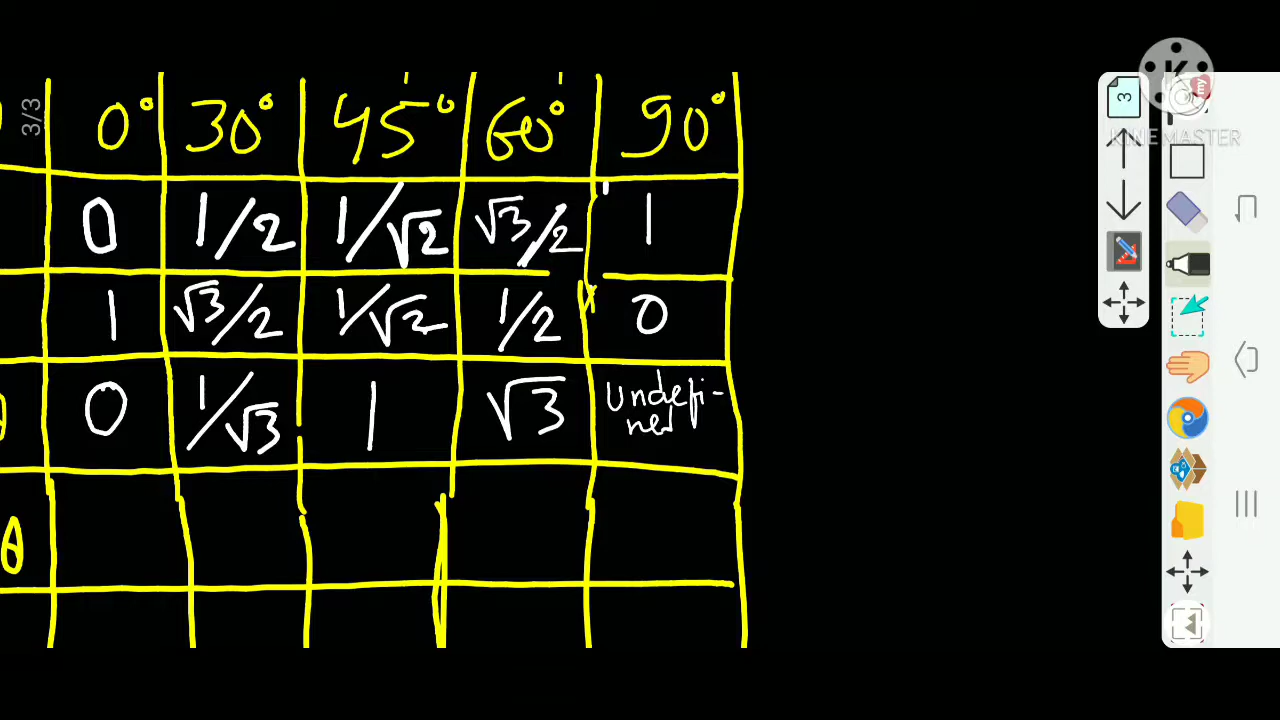 3/3
0° 30° 45° 60° 90°
0 1/2 1/√2 √3/2 1
1 √3/2 1/√2 1/2 0
0 1/√3 1 √3 Undefi-
ned
θ
3
K
my
KINEMASTER